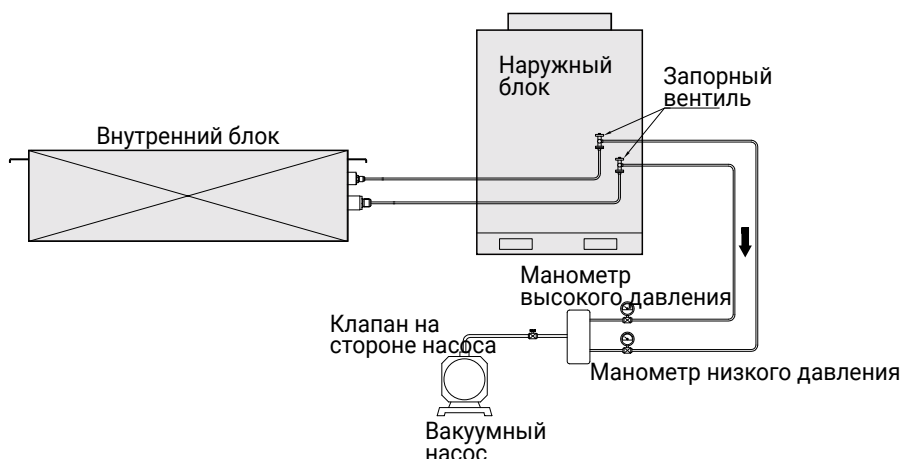 Наружный
блок
Запорный
вентиль
Внутренний блок
Манометр
высокого давления
Клапан на
стороне насоса
Манометр низкого давления
Вакуумный
насос